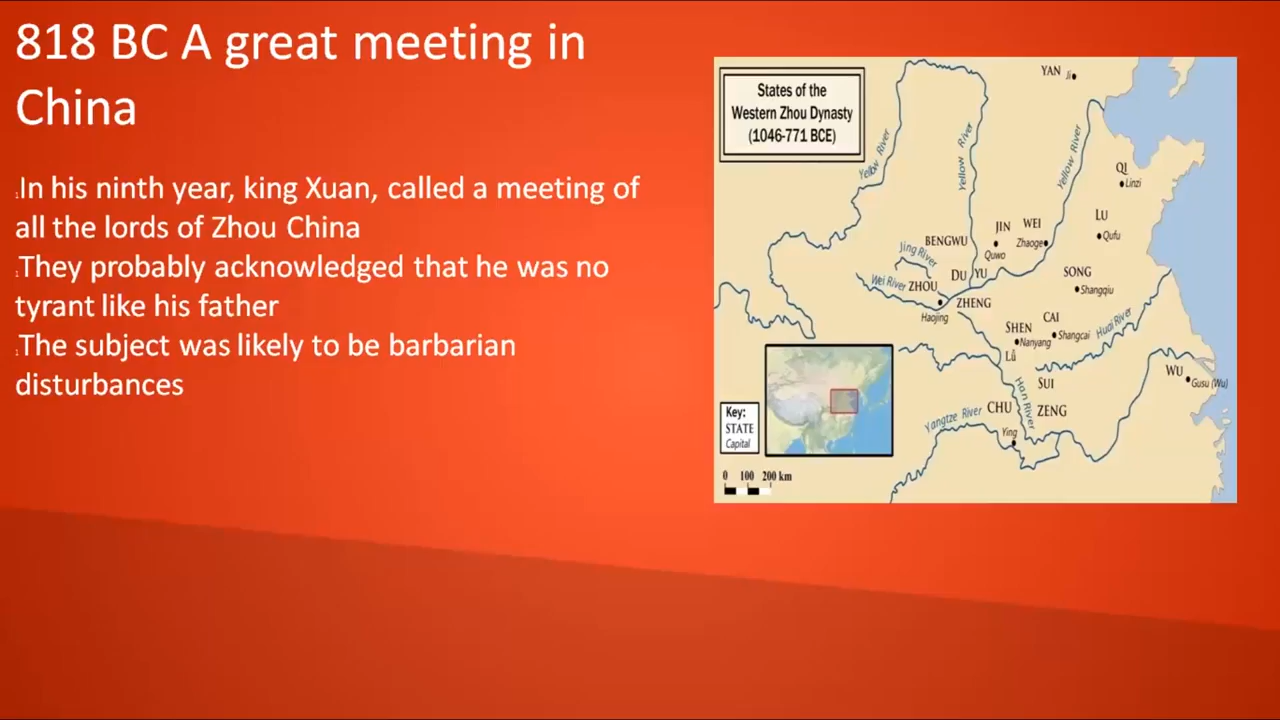 818 BC A great meeting in
China
In his ninth year, king Xuan, called a meeting of
all the lords of Zhou China
They probably acknowledged that he was no
tyrant like his father
The subject was likely to be barbarian
disturbances
States of the
Western Zhou Dynasty
(1046-771 BCE)
YAN
Ji
Yellow River
Yellow River
Yellow River
QI
Linzi
LU
Qufu
JIN
WEI
Zhaoge
Quwo
BENGWU
Jing River
DU
YU
SONG
Shangqiu
Wei River
ZHOU
Haojing
ZHENG
CAI
Shangcai
Huai River
SHEN
Nanyang
Lü
SUI
WU
Gusu (Wu)
Han River
CHU
ZENG
Yangtze River
Ying
Key:
STATE
Capital
0 100 200 km